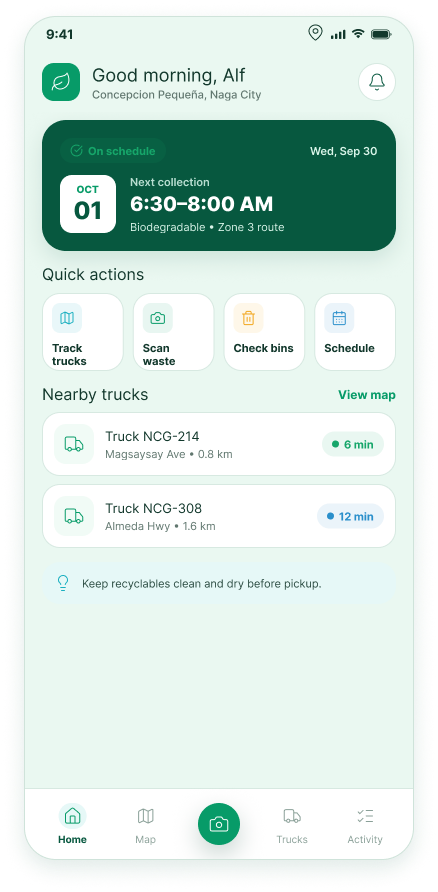 9:41
Good morning, Alf
Concepcion Pequeña, Naga City
On schedule
Wed, Sep 30
OCT
01
Next collection
6:30–8:00 AM
Biodegradable • Zone 3 route
Quick actions
Track
trucks
Scan
waste
Check bins
Schedule
Nearby trucks
View map
Truck NCG-214
Magsaysay Ave • 0.8 km
6 min
Truck NCG-308
Almeda Hwy • 1.6 km
12 min
Keep recyclables clean and dry before pickup.
Home
Map
Trucks
Activity